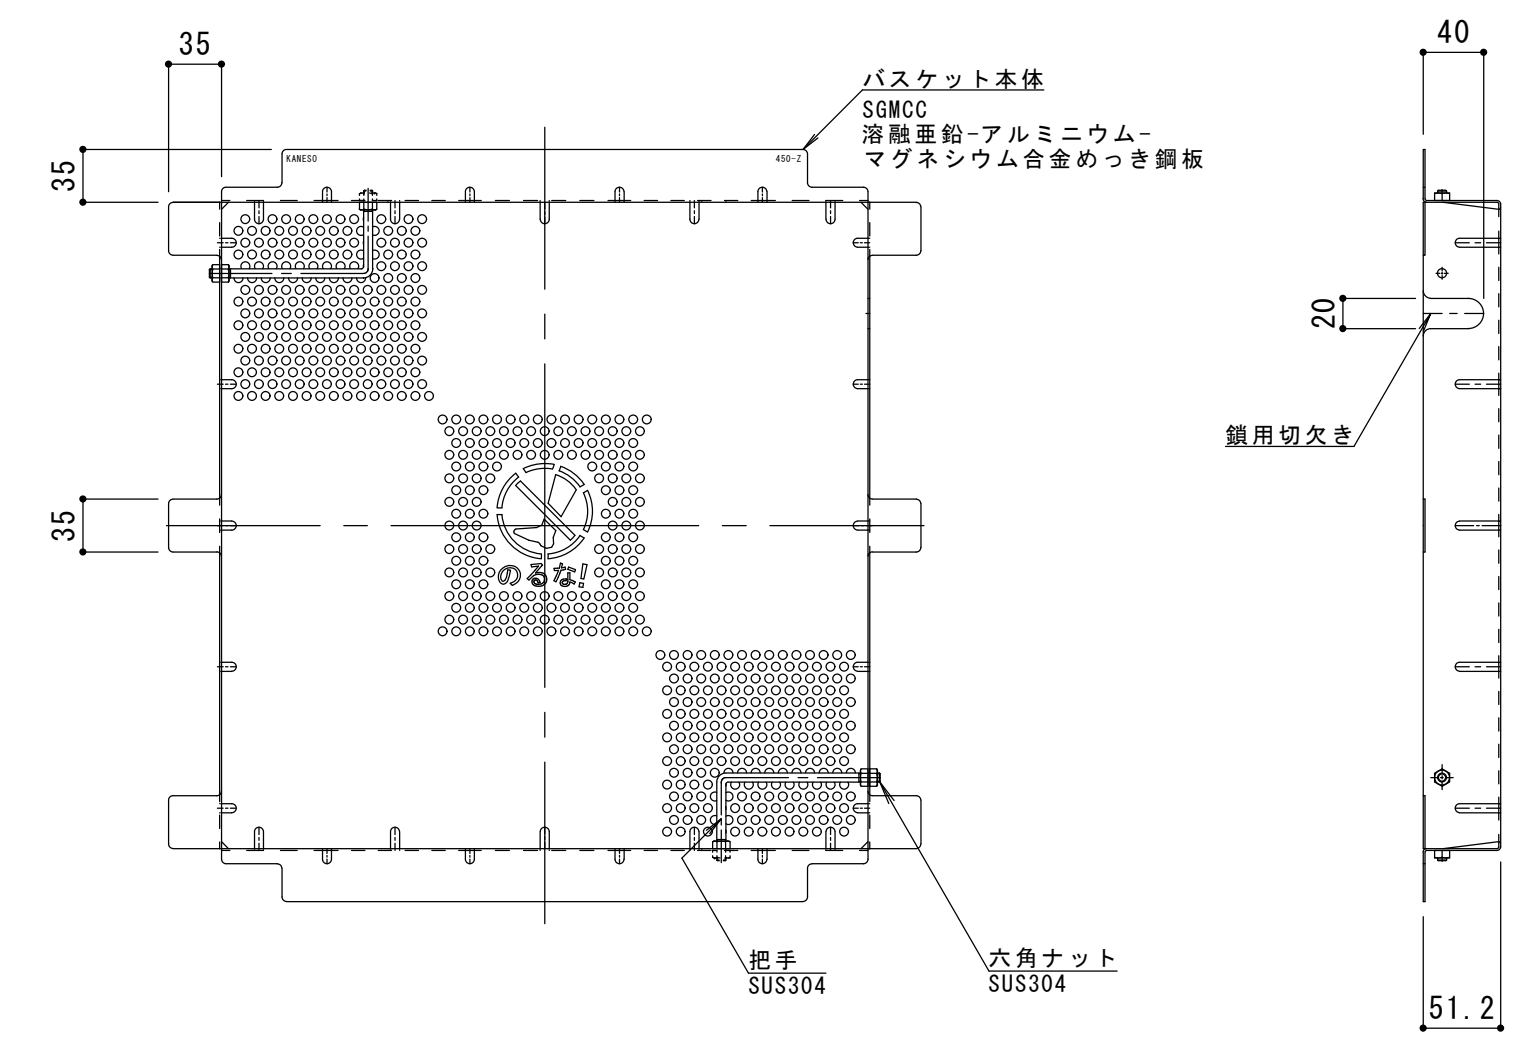 35
40
バスケット本体
SGMCC
溶融亜鉛-アルミニウム-
マグネシウム合金めっき鋼板
35
KANESO
450-Z
20
鎖用切欠き
35
のるな!
把手
SUS304
六角ナット
SUS304
51.2